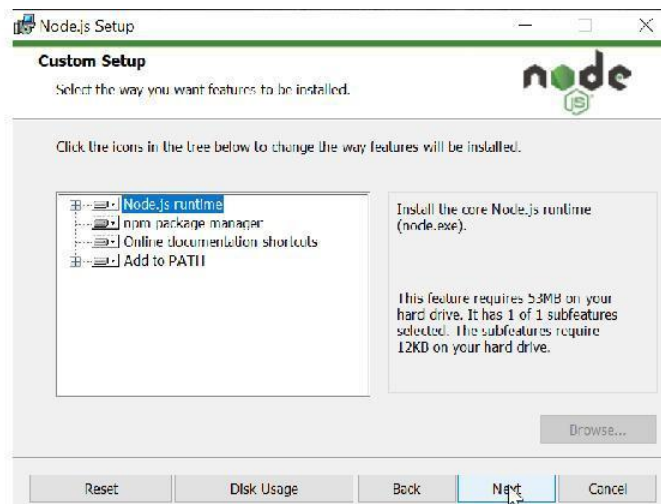 Node.js Setup
Custom Setup
Select the way you want features to be installed.
node
JS
Click the icons in the tree below to change the way features will be installed.
Node.js runtime
npm package manager
Online documentation shortcuts
Add to PATH
Install the core Node.js runtime
(node.exe).
This feature requires 53MB on your
hard drive. It has 1 of 1 subfeatures
selected. The subfeatures require
12KB on your hard drive.
Browse...
Reset
Disk Usage
Back
Next
Cancel